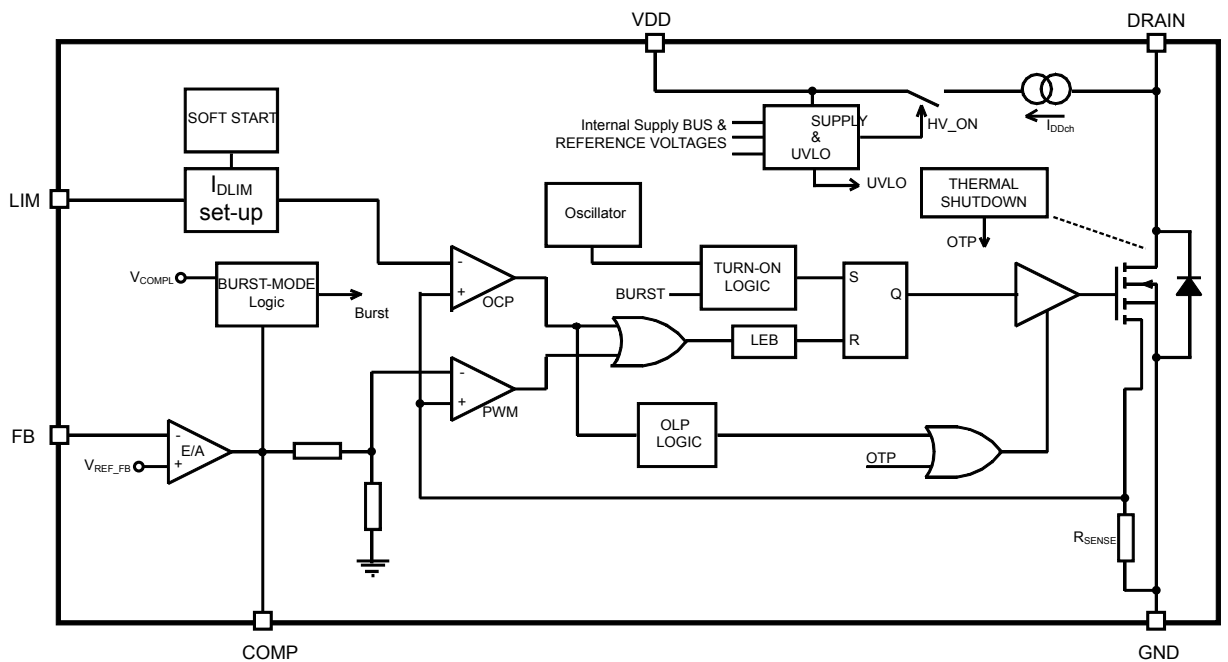 VDD
DRAIN
SOFT START
SUPPLY
&
UVLO
Internal Supply BUS &
REFERENCE VOLTAGES
HV_ON
IDDch
UVLO
LIM
IDLIM
set-up
THERMAL
SHUTDOWN
OTP
Oscillator
VCOMPL
BURST-MODE
Logic
Burst
-
+
OCP
TURN-ON
LOGIC
BURST
S
Q
R
LEB
-
+
PWM
FB
-
E/A
+
VREF_FB
OLP
LOGIC
OTP
RSENSE
COMP
GND